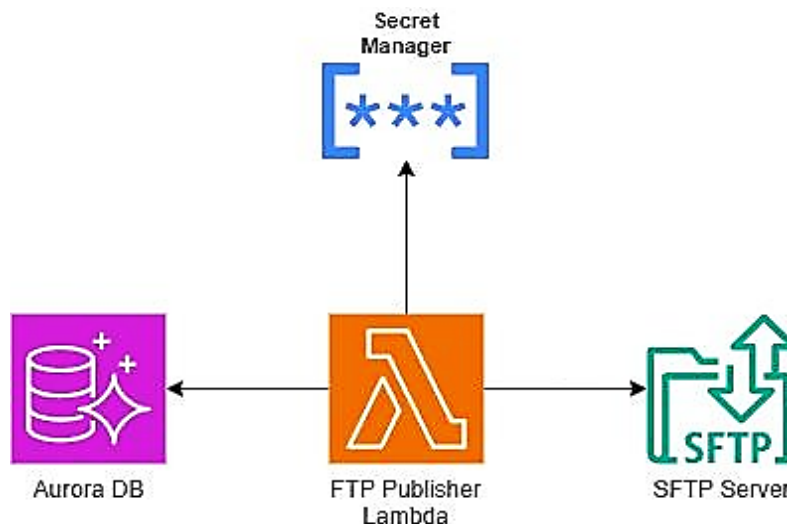 Secret
Manager
***
SFTP
Aurora DB
FTP Publisher
Lambda
SFTP Server